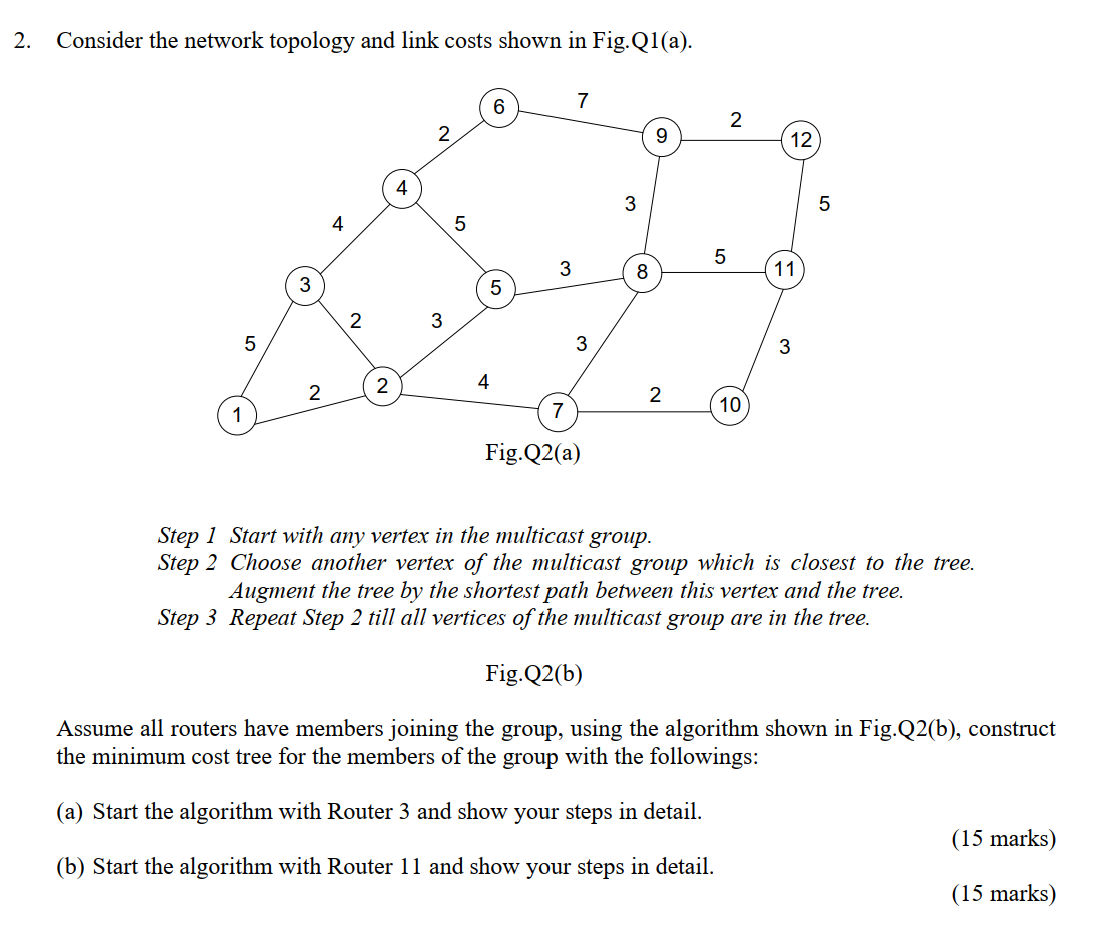 2. Consider the network topology and link costs shown in Fig.Q1(a).
6
7
2
9
2
12
4
4
5
3
5
3
5
3
8
5
11
5
2
3
3
3
1
2
2
4
7
2
10
Fig.Q2(a)
Step 1 Start with any vertex in the multicast group.
Step 2 Choose another vertex of the multicast group which is closest to the tree.
Augment the tree by the shortest path between this vertex and the tree.
Step 3 Repeat Step 2 till all vertices of the multicast group are in the tree.
Fig.Q2(b)
Assume all routers have members joining the group, using the algorithm shown in Fig.Q2(b), construct
the minimum cost tree for the members of the group with the followings:
(a) Start the algorithm with Router 3 and show your steps in detail.
(15 marks)
(b) Start the algorithm with Router 11 and show your steps in detail.
(15 marks)